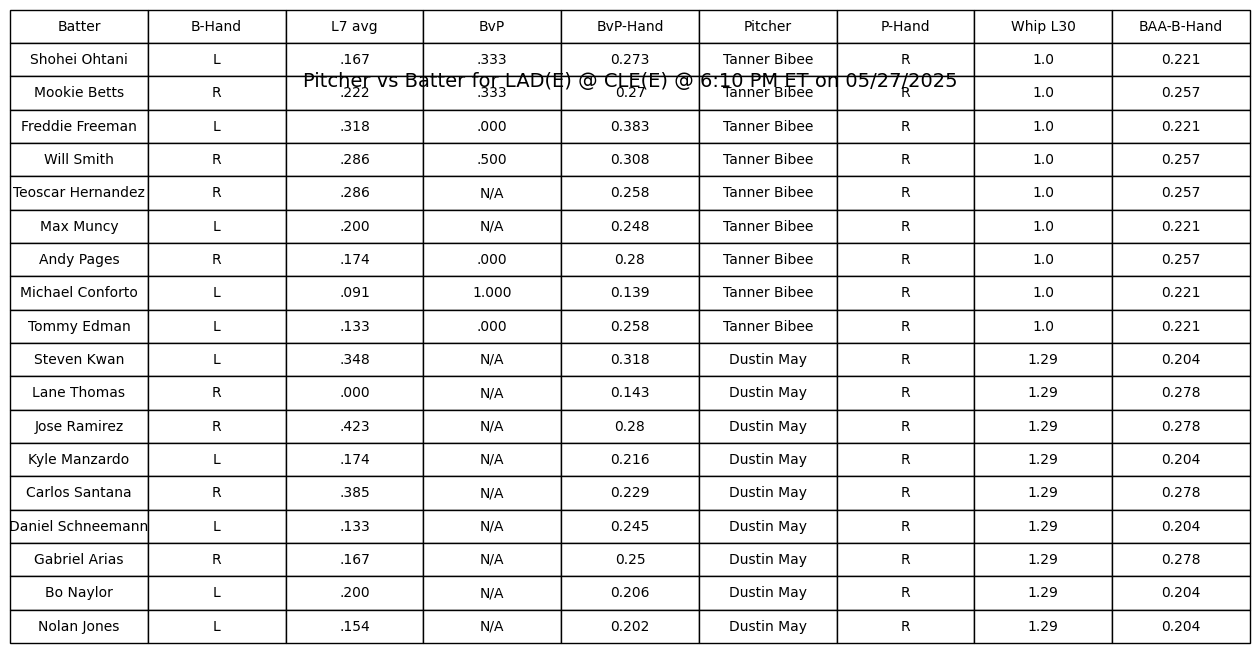 Batter B-Hand L7 avg BvP BvP-Hand Pitcher P-Hand Whip L30 BAA-B-Hand
Shohei Ohtani L .167 .333 0.273 Tanner Bibee R 1.0 0.221
Pitcher vs Batter for LAD(E) @ CLE(E) @ 6:10 PM ET on 05/27/2025
Mookie Betts R .222 .333 0.27 Tanner Bibee R 1.0 0.257
Freddie Freeman L .318 .000 0.383 Tanner Bibee R 1.0 0.221
Will Smith R .286 .500 0.308 Tanner Bibee R 1.0 0.257
Teoscar Hernandez R .286 N/A 0.258 Tanner Bibee R 1.0 0.257
Max Muncy L .200 N/A 0.248 Tanner Bibee R 1.0 0.221
Andy Pages R .174 .000 0.28 Tanner Bibee R 1.0 0.257
Michael Conforto L .091 1.000 0.139 Tanner Bibee R 1.0 0.221
Tommy Edman L .133 .000 0.258 Tanner Bibee R 1.0 0.221
Steven Kwan L .348 N/A 0.318 Dustin May R 1.29 0.204
Lane Thomas R .000 N/A 0.143 Dustin May R 1.29 0.278
Jose Ramirez R .423 N/A 0.28 Dustin May R 1.29 0.278
Kyle Manzardo L .174 N/A 0.216 Dustin May R 1.29 0.204
Carlos Santana R .385 N/A 0.229 Dustin May R 1.29 0.278
Daniel Schneemann L .133 N/A 0.245 Dustin May R 1.29 0.204
Gabriel Arias R .167 N/A 0.25 Dustin May R 1.29 0.278
Bo Naylor L .200 N/A 0.206 Dustin May R 1.29 0.204
Nolan Jones L .154 N/A 0.202 Dustin May R 1.29 0.204